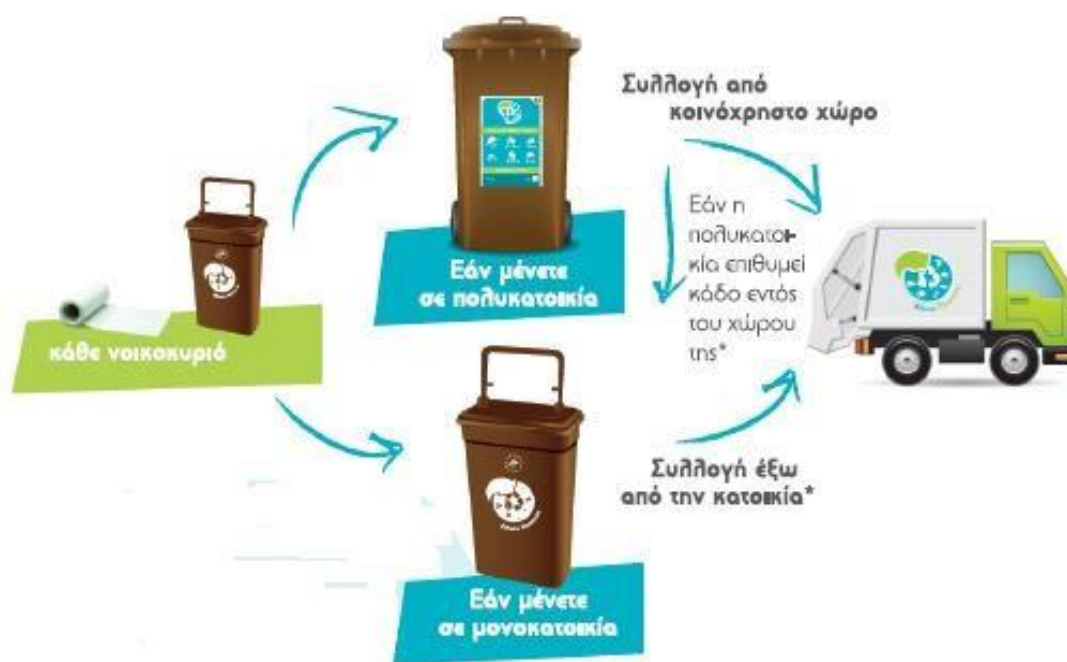 κάθε νοικοκυριό
Εάν μένετε
σε πολυκατοικία
Συλλογή από
κοινόχρηστο χώρο
Εάν η
πολυκατοι-
κία επιθυμεί
κάδο εντός
του χώρου
της*
Εάν μένετε
σε μονοκατοικία
Συλλογή έξω
από την κατοικία*